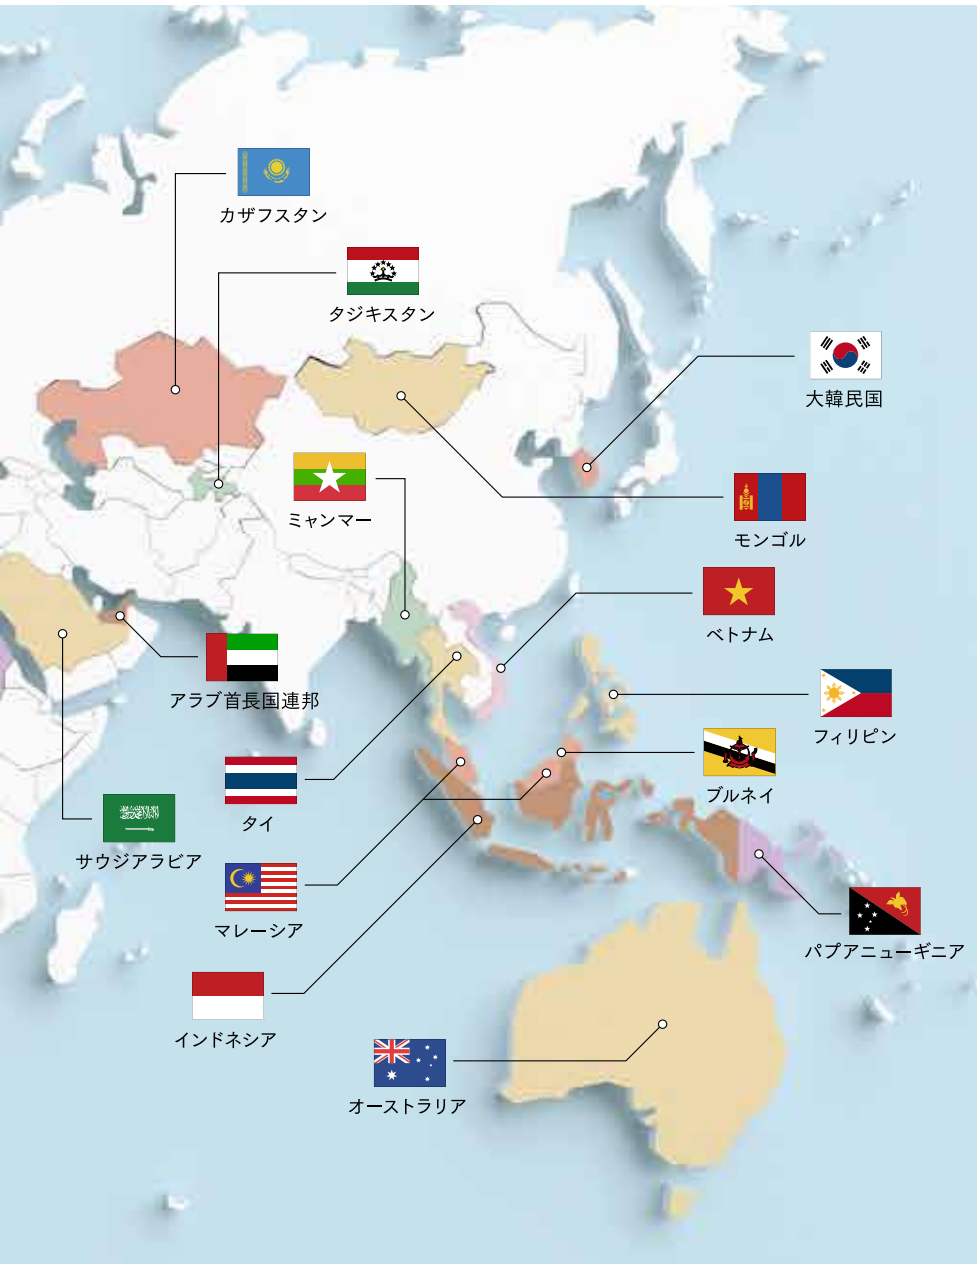 カザフスタン
タジキスタン
大韓民国
ミャンマー
モンゴル
ベトナム
アラブ首長国連邦
フィリピン
ブルネイ
タイ
サウジアラビア
マレーシア
パプアニューギニア
インドネシア
オーストラリア